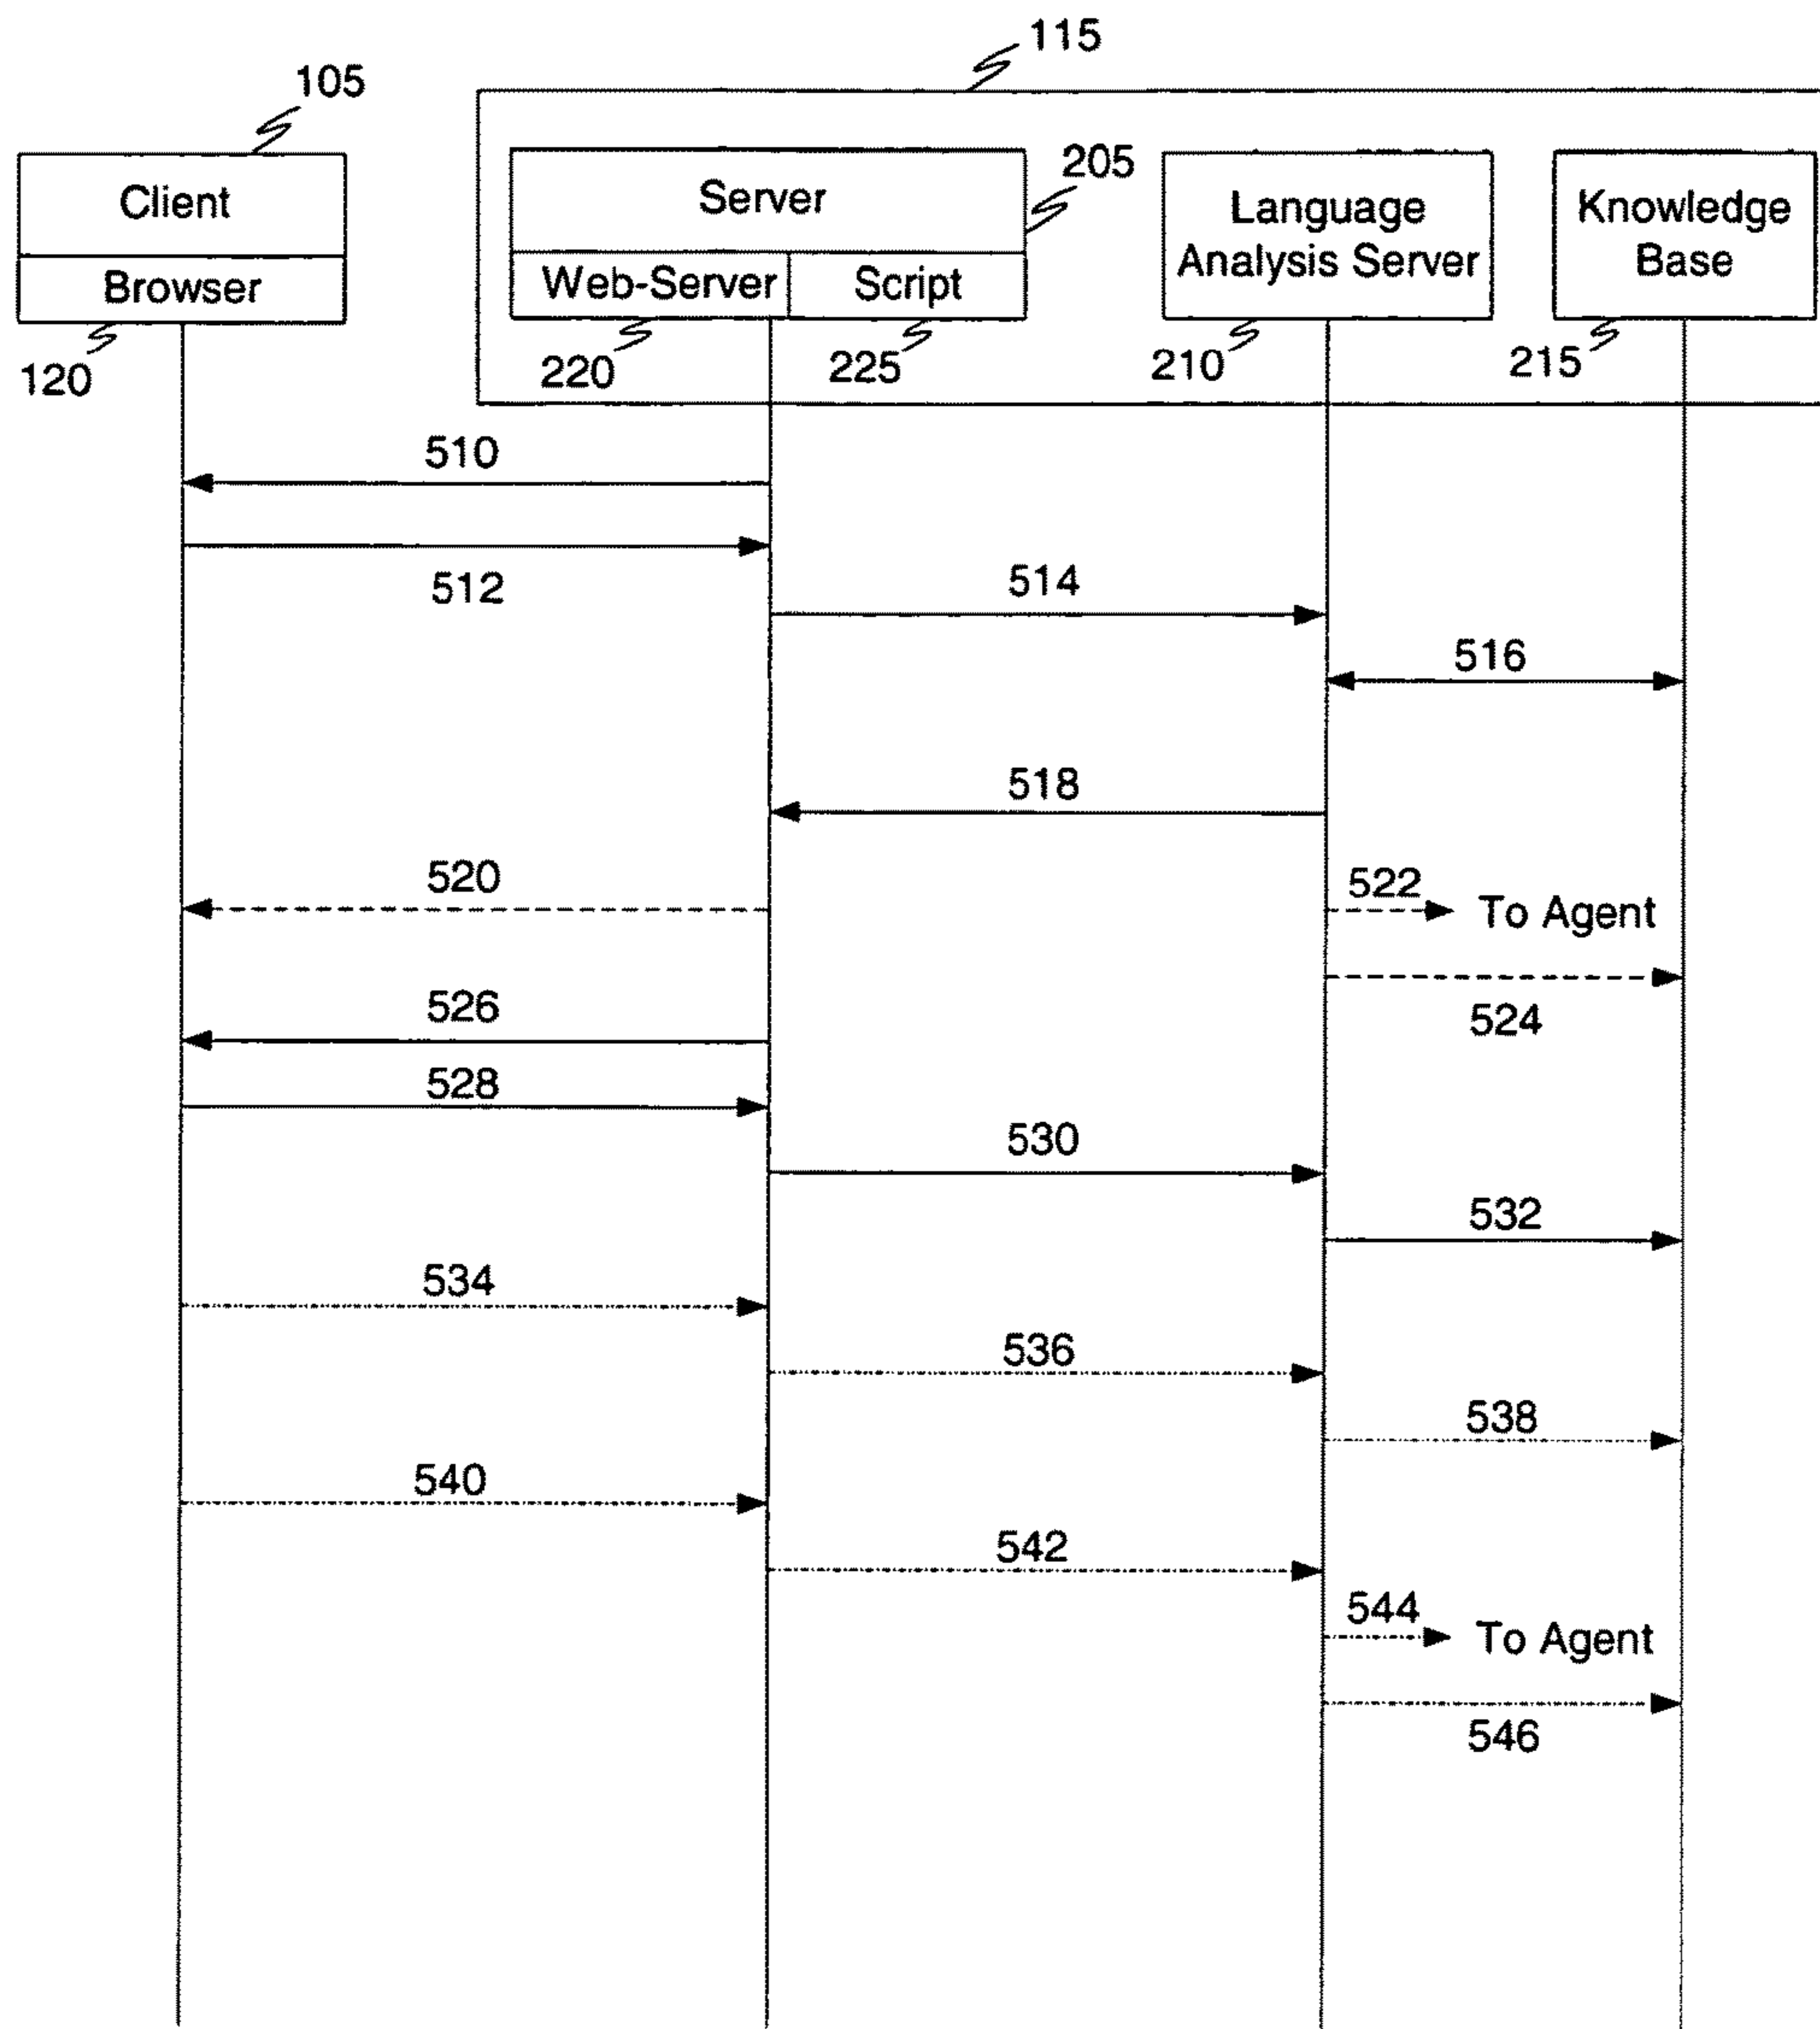 115
105
205
Client
Server
Language
Analysis Server
Knowledge
Base
Browser
Web-Server
Script
120
220
225
210
215
510
512
514
516
518
520
522
To Agent
524
526
528
530
532
534
536
538
540
542
544
To Agent
546